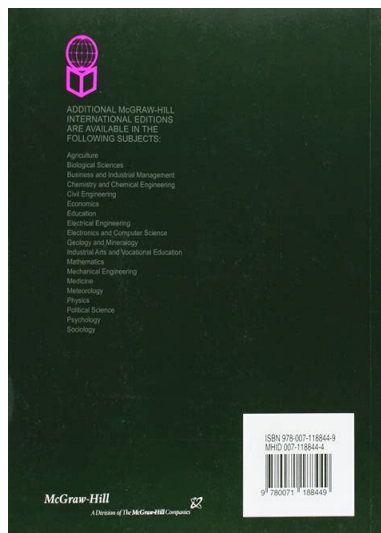 ADDITIONAL McGRAW-HILL
INTERNATIONAL EDITIONS
ARE AVAILABLE IN THE
FOLLOWING SUBJECTS:
Agriculture
Biological Sciences
Business and Industrial Management
Chemistry and Chemical Engineering
Civil Engineering
Economics
Education
Electrical Engineering
Electronics and Computer Science
Geology and Mineralogy
Industrial Arts and Vocational Education
Mathematics
Mechanical Engineering
Medicine
Meteorology
Physics
Political Science
Psychology
Sociology
ISBN 978-007-118844-9
MHID 007-118844-4
9 780071 188449
McGraw-Hill
A Division of The McGraw-Hill Companies